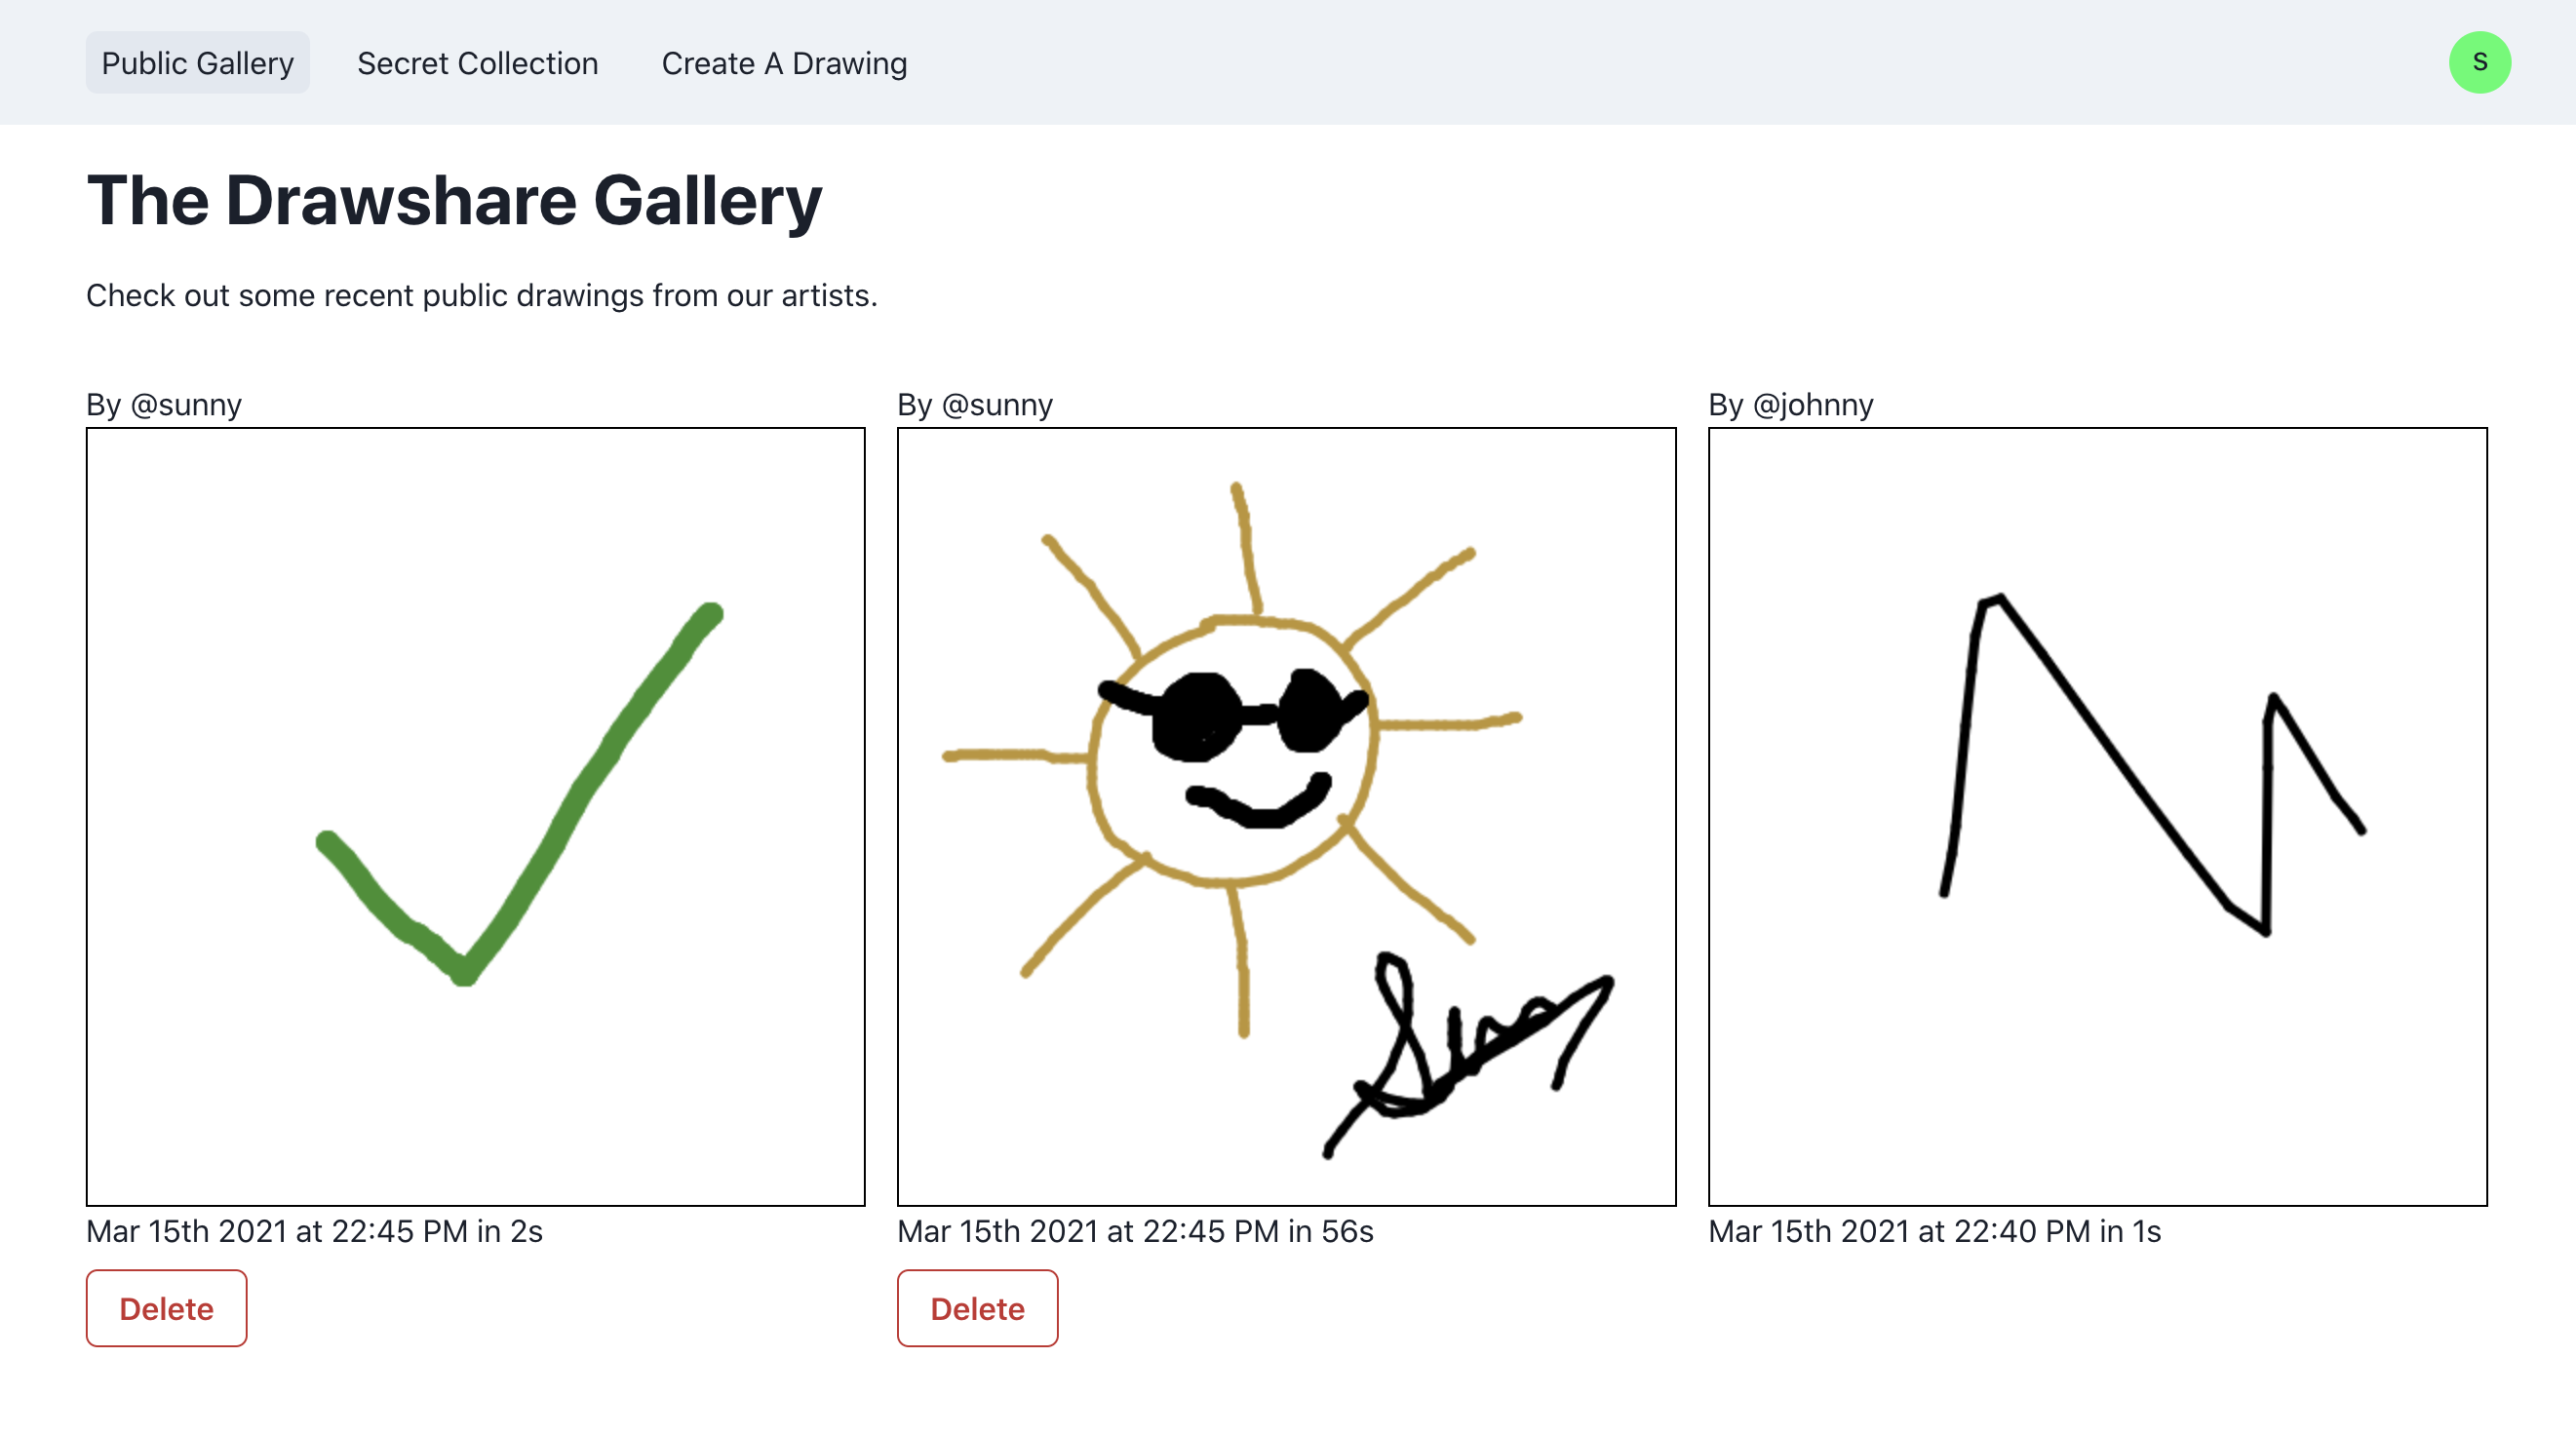 Public Gallery Secret Collection Create A Drawing S
The Drawshare Gallery
Check out some recent public drawings from our artists.
By @sunny
By @sunny
By @johnny
Sunny
Mar 15th 2021 at 22:45 PM in 2s
Mar 15th 2021 at 22:45 PM in 56s
Mar 15th 2021 at 22:40 PM in 1s
Delete
Delete